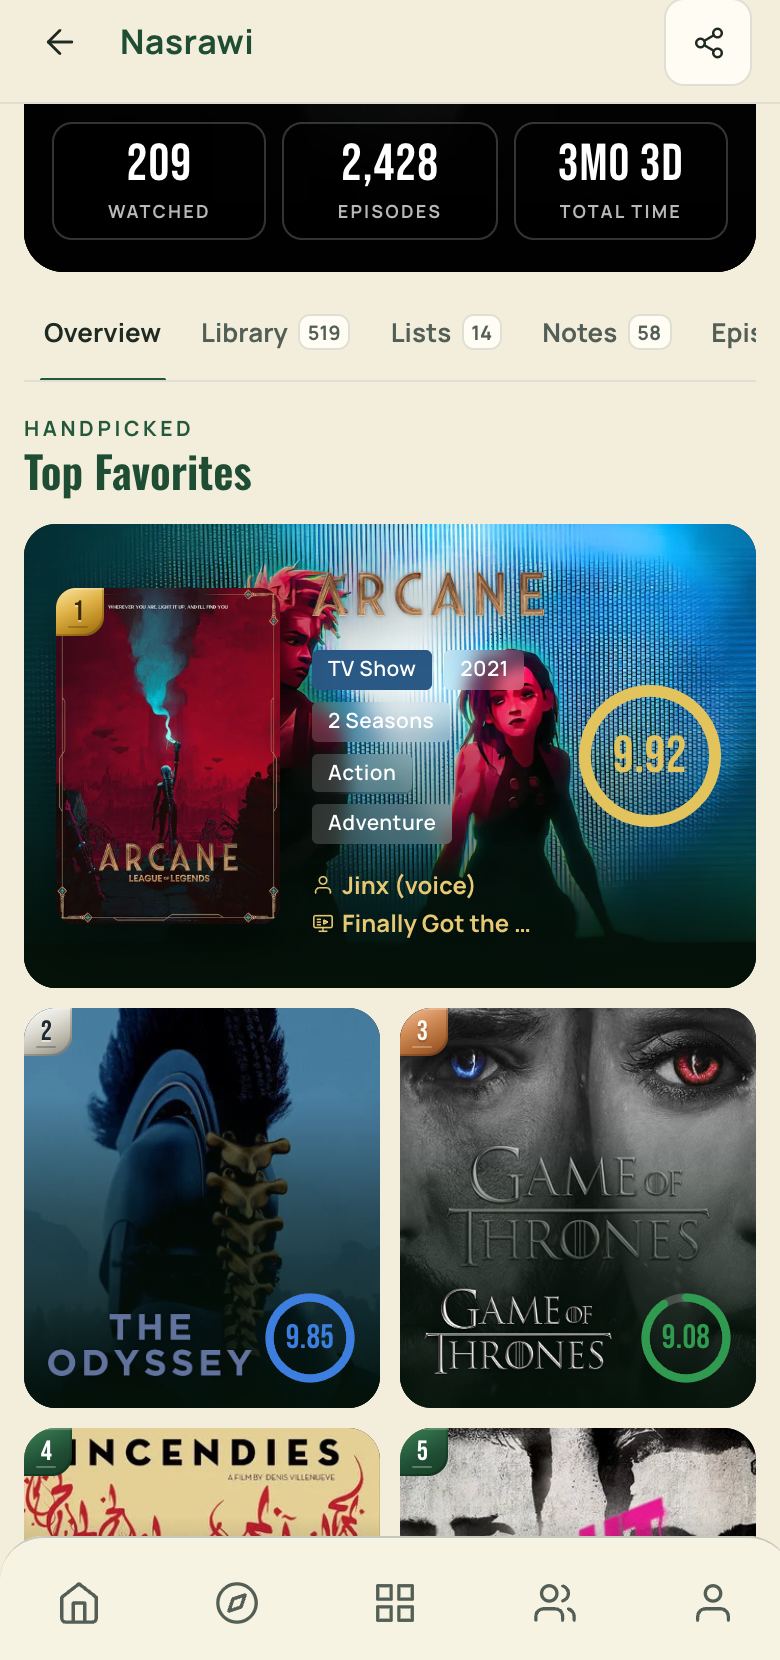 Nasrawi
209
WATCHED
2,428
EPISODES
3MO 3D
TOTAL TIME
Overview
Library 519
Lists 14
Notes 58
Epis
HANDPICKED
Top Favorites
1
WHEREVER YOU ARE, LIGHT IT UP, AND I'LL FIND YOU
ARCANE
LEAGUE OF LEGENDS
ARCANE
TV Show
2021
2 Seasons
Action
Adventure
Jinx (voice)
Finally Got the ...
9.92
2
THE
ODYSSEY
9.85
3
GAME OF
THRONES
GAME OF
THRONES
9.08
4
INCENDIES
A FILM BY DENIS VILLENEUVE
5